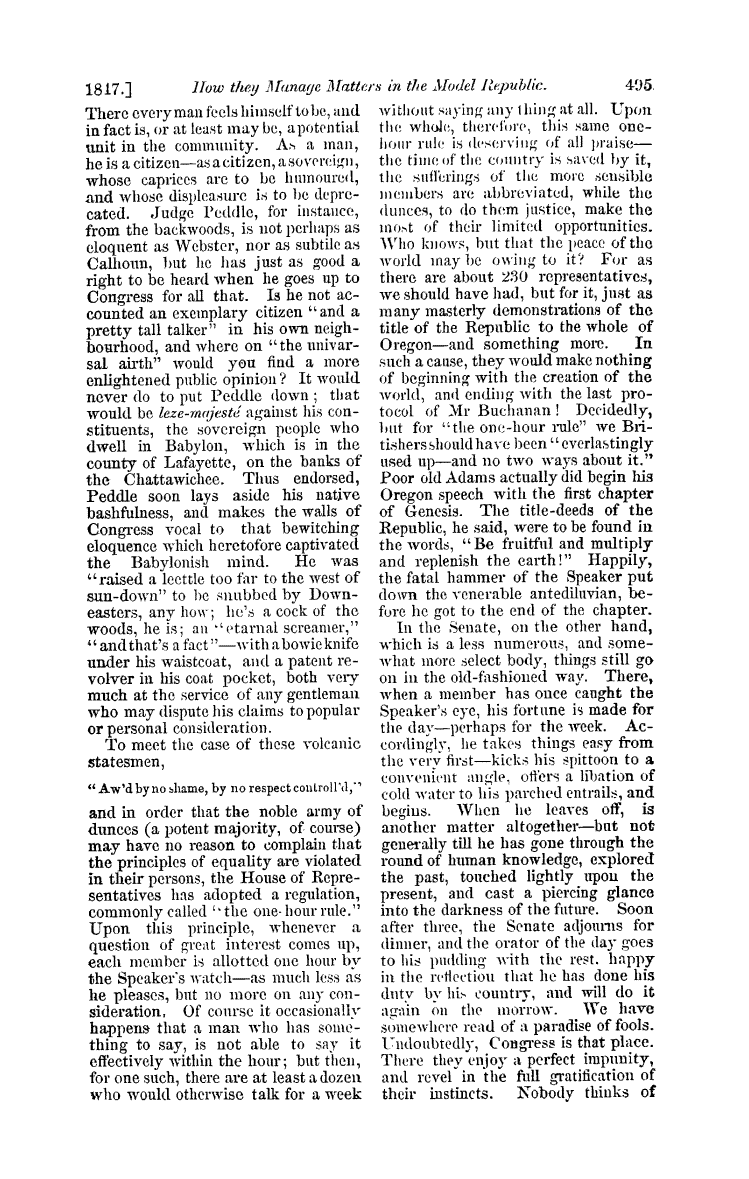 1847.] How they Manage Matters in the Model Republic. 495
There every man feels himself to be, and
in fact is, or at least may be, a potential
unit in the community. As a man,
he is a citizen—as a citizen, a sovereign,
whose caprices are to be humoured,
and whose displeasure is to be depre-
cated. Judge Peddle, for instance,
from the backwoods, is not perhaps as
eloquent as Webster, nor as subtile as
Calhoun, but he has just as good a
right to be heard when he goes up to
Congress for all that. Is he not ac-
counted an exemplary citizen "and a
pretty tall talker" in his own neigh-
bourhood, and where on "the univar-
sal airth" would you find a more
enlightened public opinion? It would
never do to put Peddle down; that
would be leze-majesté against his con-
stituents, the sovereign people who
dwell in Babylon, which is in the
county of Lafayette, on the banks of
the Chattawichee. Thus endorsed,
Peddle soon lays aside his native
bashfulness, and makes the walls of
Congress vocal to that bewitching
eloquence which heretofore captivated
the Babylonish mind. He was
"raised a leettle too far to the west of
sun-down" to be snubbed by Down-
easters, any how; he's a cock of the
woods, he is; an "etarnal screamer,"
"and that's a fact"—with a bowie knife
under his waistcoat, and a patent re-
volver in his coat pocket, both very
much at the service of any gentleman
who may dispute his claims to popular
or personal consideration.
To meet the case of these volcanic
statesmen,
"Aw'd by no shame, by no respect controll'd,"
and in order that the noble army of
dunces (a potent majority, of course)
may have no reason to complain that
the principles of equality are violated
in their persons, the House of Repre-
sentatives has adopted a regulation,
commonly called "the one-hour rule."
Upon this principle, whenever a
question of great interest comes up,
each member is allotted one hour by
the Speaker's watch—as much less as
he pleases, but no more on any con-
sideration. Of course it occasionally
happens that a man who has some-
thing to say, is not able to say it
effectively within the hour; but then,
for one such, there are at least a dozen
who would otherwise talk for a week
without saying any thing at all. Upon
the whole, therefore, this same one-
hour rule is deserving of all praise—
the time of the country is saved by it,
the sufferings of the more sensible
members are abbreviated, while the
dunces, to do them justice, make the
most of their limited opportunities.
Who knows, but that the peace of the
world may be owing to it? For as
there are about 230 representatives,
we should have had, but for it, just as
many masterly demonstrations of the
title of the Republic to the whole of
Oregon—and something more. In
such a cause, they would make nothing
of beginning with the creation of the
world, and ending with the last pro-
tocol of Mr Buchanan! Decidedly,
but for "the one-hour rule" we Bri-
tishers should have been "everlastingly
used up—and no two ways about it."
Poor old Adams actually did begin his
Oregon speech with the first chapter
of Genesis. The title-deeds of the
Republic, he said, were to be found in
the words, "Be fruitful and multiply
and replenish the earth!" Happily,
the fatal hammer of the Speaker put
down the venerable antediluvian, be-
fore he got to the end of the chapter.
In the Senate, on the other hand,
which is a less numerous, and some-
what more select body, things still go
on in the old-fashioned way. There,
when a member has once caught the
Speaker's eye, his fortune is made for
the day—perhaps for the week. Ac-
cordingly, he takes things easy from
the very first—kicks his spittoon to a
convenient angle, offers a libation of
cold water to his parched entrails, and
begins. When he leaves off, is
another matter altogether—but not
generally till he has gone through the
round of human knowledge, explored
the past, touched lightly upon the
present, and cast a piercing glance
into the darkness of the future. Soon
after three, the Senate adjourns for
dinner, and the orator of the day goes
to his pudding with the rest, happy
in the reflection that he has done his
duty by his country, and will do it
again on the morrow. We have
somewhere read of a paradise of fools.
Undoubtedly, Congress is that place.
There they enjoy a perfect impunity,
and revel in the full gratification of
their instincts. Nobody thinks of